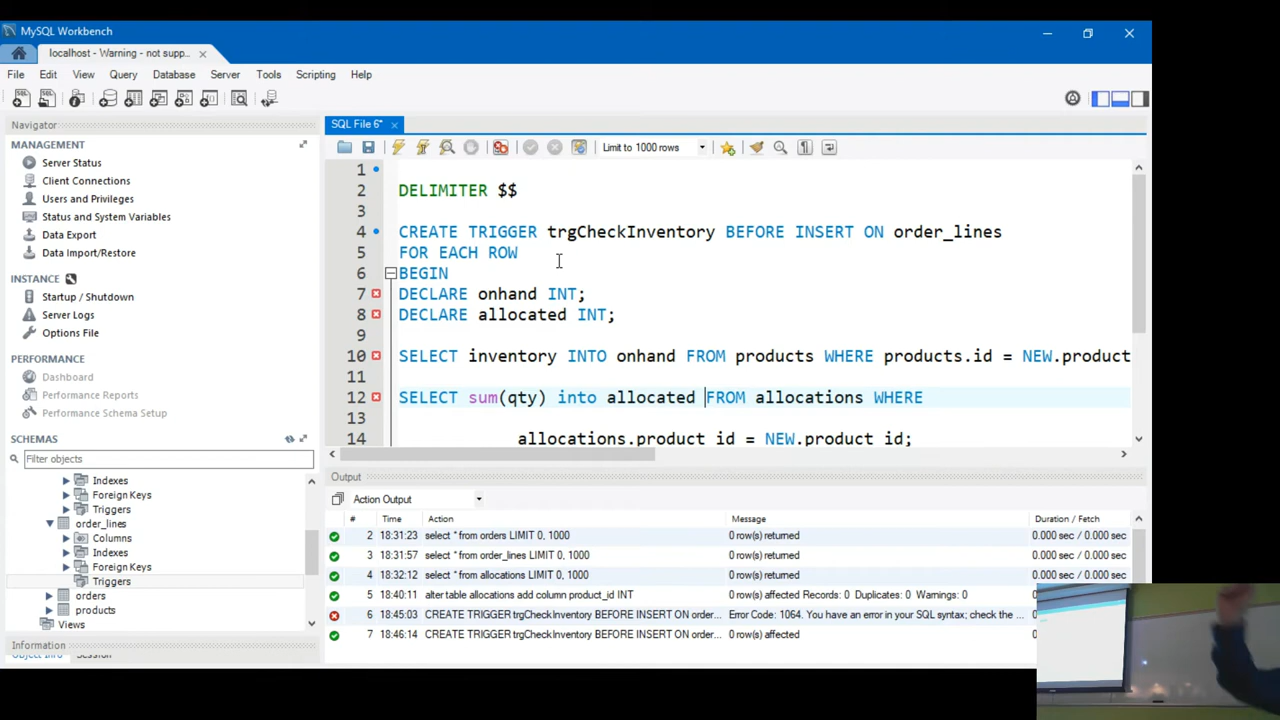 MySQL Workbench
localhost - Warning - not supp...
File Edit View Query Database Server Tools Scripting Help
Navigator
MANAGEMENT
Server Status
Client Connections
Users and Privileges
Status and System Variables
Data Export
Data Import/Restore
INSTANCE
Startup / Shutdown
Server Logs
Options File
PERFORMANCE
Dashboard
Performance Reports
Performance Schema Setup
SCHEMAS
Filter objects
Indexes
Foreign Keys
Triggers
order_lines
Columns
Indexes
Foreign Keys
Triggers
orders
products
Views
Information
Object Info Session
SQL File 6*
Limit to 1000 rows
1
2 DELIMITER $$
3
4 CREATE TRIGGER trgCheckInventory BEFORE INSERT ON order_lines
5 FOR EACH ROW
6 BEGIN
7 DECLARE onhand INT;
8 DECLARE allocated INT;
9
10 SELECT inventory INTO onhand FROM products WHERE products.id = NEW.product
11
12 SELECT sum(qty) into allocated FROM allocations WHERE
13
14 allocations.product_id = NEW.product_id;
Output
Action Output
# Time Action Message Duration / Fetch
2 18:31:23 select * from orders LIMIT 0, 1000 0 row(s) returned 0.000 sec / 0.000 sec
3 18:31:57 select * from order_lines LIMIT 0, 1000 0 row(s) returned 0.000 sec / 0.000 sec
4 18:32:12 select * from allocations LIMIT 0, 1000 0 row(s) returned 0.000 sec / 0.000 sec
5 18:40:11 alter table allocations add column product_id INT 0 row(s) affected Records: 0 Duplicates: 0 Warnings: 0
6 18:45:03 CREATE TRIGGER trgCheckInventory BEFORE INSERT ON order... Error Code: 1064. You have an error in your SQL syntax; check the ...
7 18:46:14 CREATE TRIGGER trgCheckInventory BEFORE INSERT ON order... 0 row(s) affected